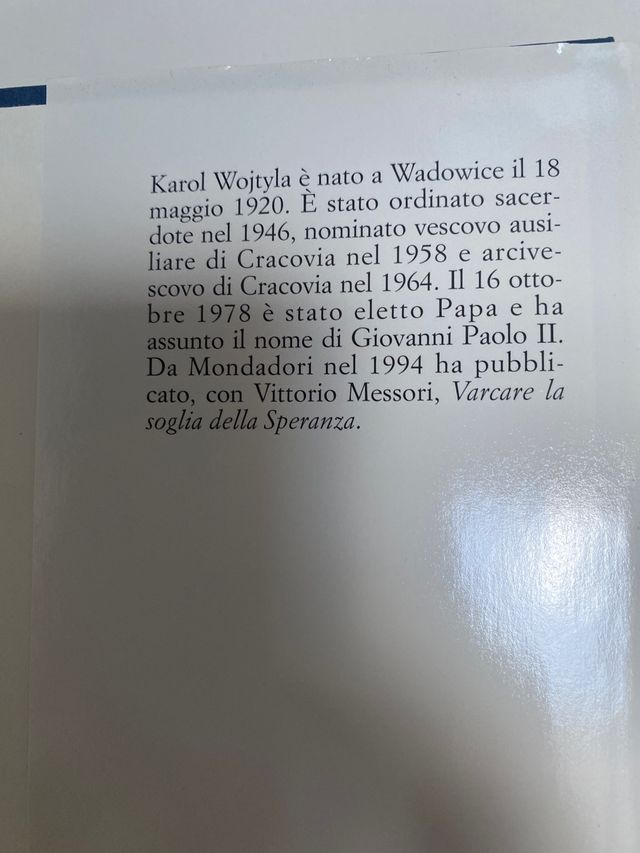 Karol Wojtyla è nato a Wadowice il 18
maggio 1920. È stato ordinato sacer-
dote nel 1946, nominato vescovo ausi-
liare di Cracovia nel 1958 e arcive-
scovo di Cracovia nel 1964. Il 16 otto-
bre 1978 è stato eletto Papa e ha
assunto il nome di Giovanni Paolo II.
Da Mondadori nel 1994 ha pubbli-
cato, con Vittorio Messori, Varcare la
soglia della Speranza.